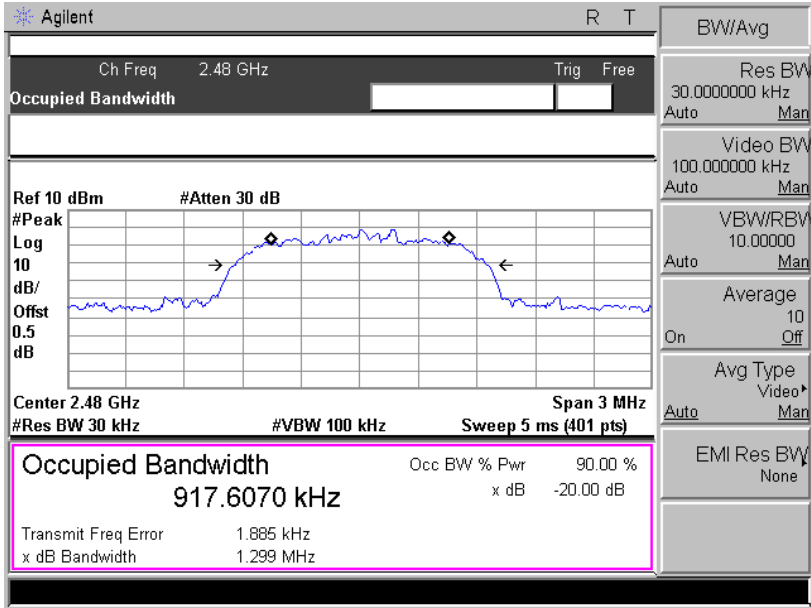 Agilent R T
Ch Freq 2.48 GHz Trig Free
Occupied Bandwidth
Ref 10 dBm #Atten 30 dB
#Peak
Log
10
dB/
Offst
0.5
dB
Center 2.48 GHz Span 3 MHz
#Res BW 30 kHz #VBW 100 kHz Sweep 5 ms (401 pts)
Occupied Bandwidth
917.6070 kHz
Occ BW % Pwr 90.00 %
x dB -20.00 dB
Transmit Freq Error 1.885 kHz
x dB Bandwidth 1.299 MHz
BW/Avg
Res BW
30.0000000 kHz
Auto Man
Video BW
100.000000 kHz
Auto Man
VBW/RBW
10.00000
Auto Man
Average
10
On Off
Avg Type
Video
Auto Man
EMI Res BW
None